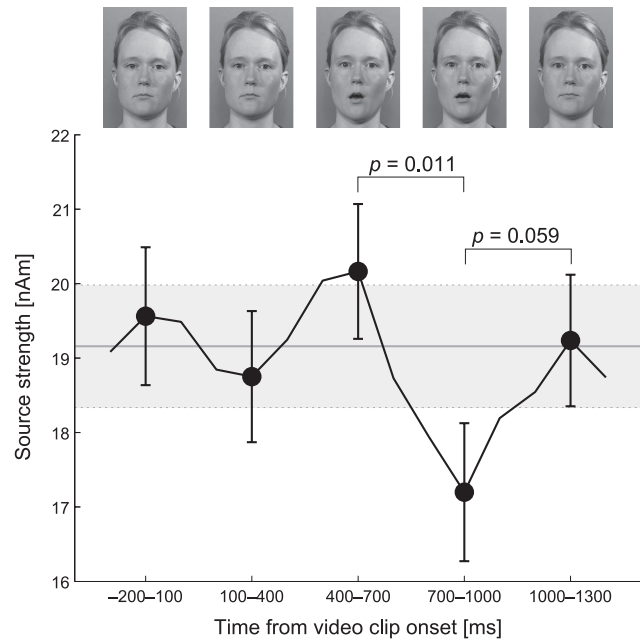 p = 0.011
p = 0.059
22
21
20
19
18
17
16
Source strength [nAm]
–200–100 100–400 400–700 700–1000 1000–1300
Time from video clip onset [ms]